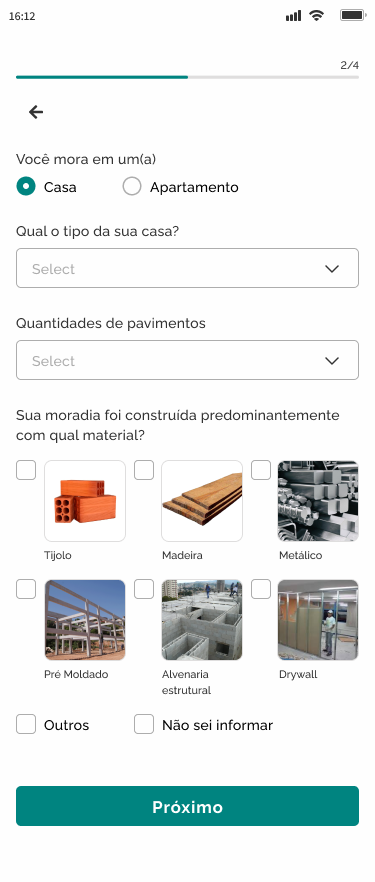 16:12
2/4
Você mora em um(a)
Casa
Apartamento
Qual o tipo da sua casa?
Select
Quantidades de pavimentos
Select
Sua moradia foi construída predominantemente
com qual material?
Tijolo
Madeira
Metálico
Pré Moldado
Alvenaria
estrutural
Drywall
Outros
Não sei informar
Próximo